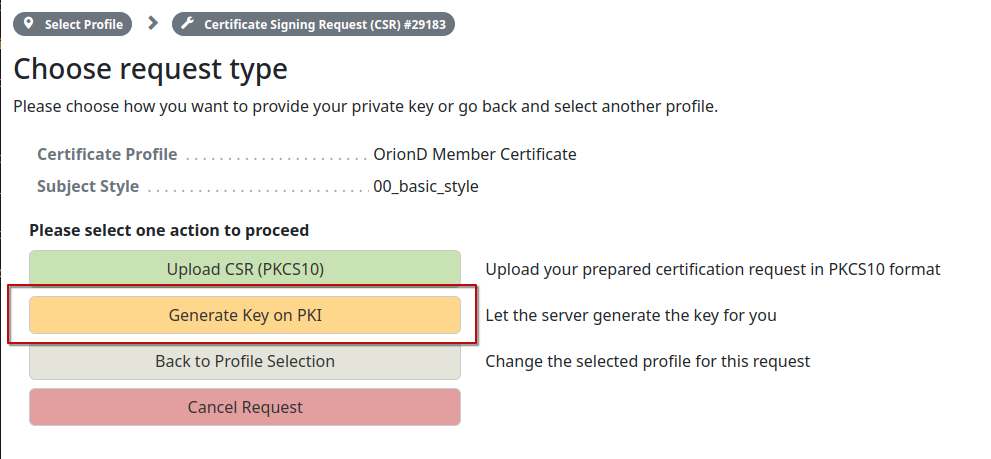 Select Profile > Certificate Signing Request (CSR) #29183
Choose request type
Please choose how you want to provide your private key or go back and select another profile.
Certificate Profile ...................... OrionD Member Certificate
Subject Style .......................... 00_basic_style
Please select one action to proceed
Upload CSR (PKCS10) Upload your prepared certification request in PKCS10 format
Generate Key on PKI Let the server generate the key for you
Back to Profile Selection Change the selected profile for this request
Cancel Request